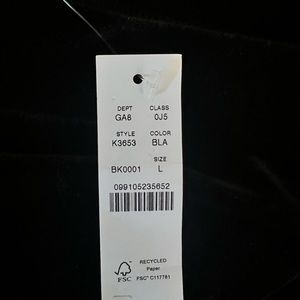 DEPT CLASS
GA8 0J5
STYLE COLOR
K3653 BLA
SIZE
BK0001 L
099105235652
RECYCLED
Paper
FSC FSC® C117781